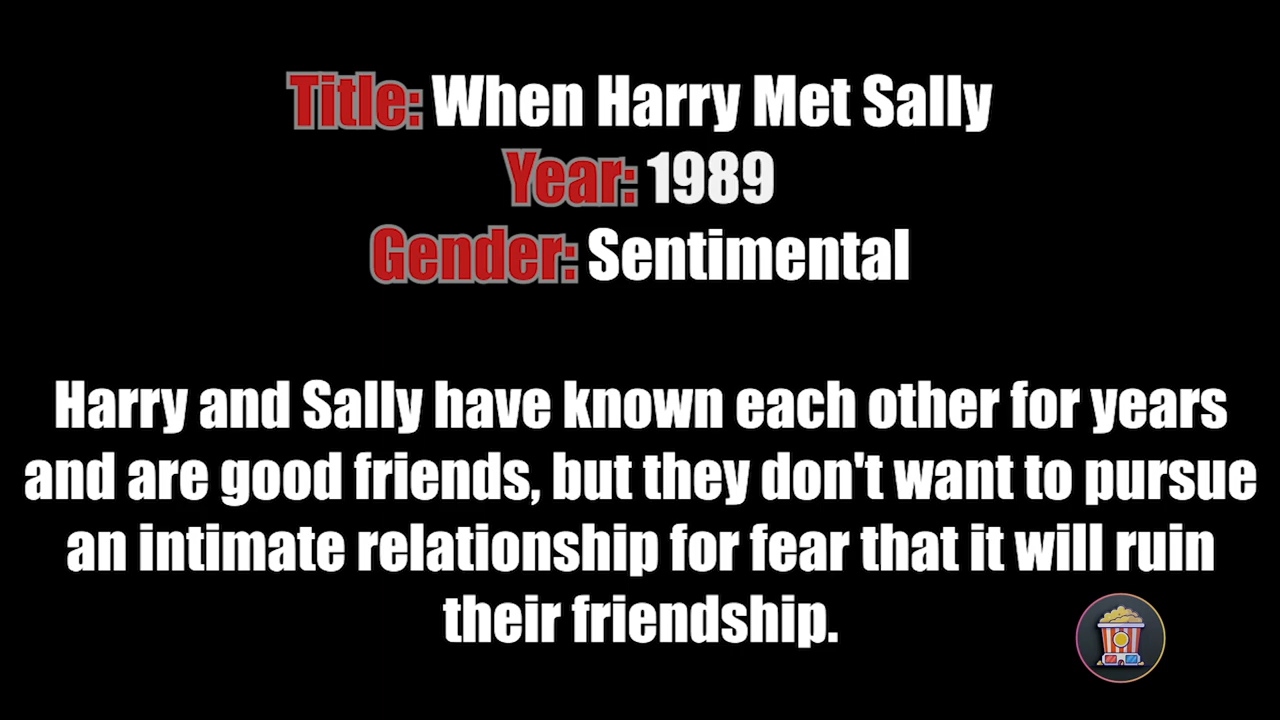 Title: When Harry Met Sally
Year: 1989
Gender: Sentimental
Harry and Sally have known each other for years
and are good friends, but they don't want to pursue
an intimate relationship for fear that it will ruin
their friendship.